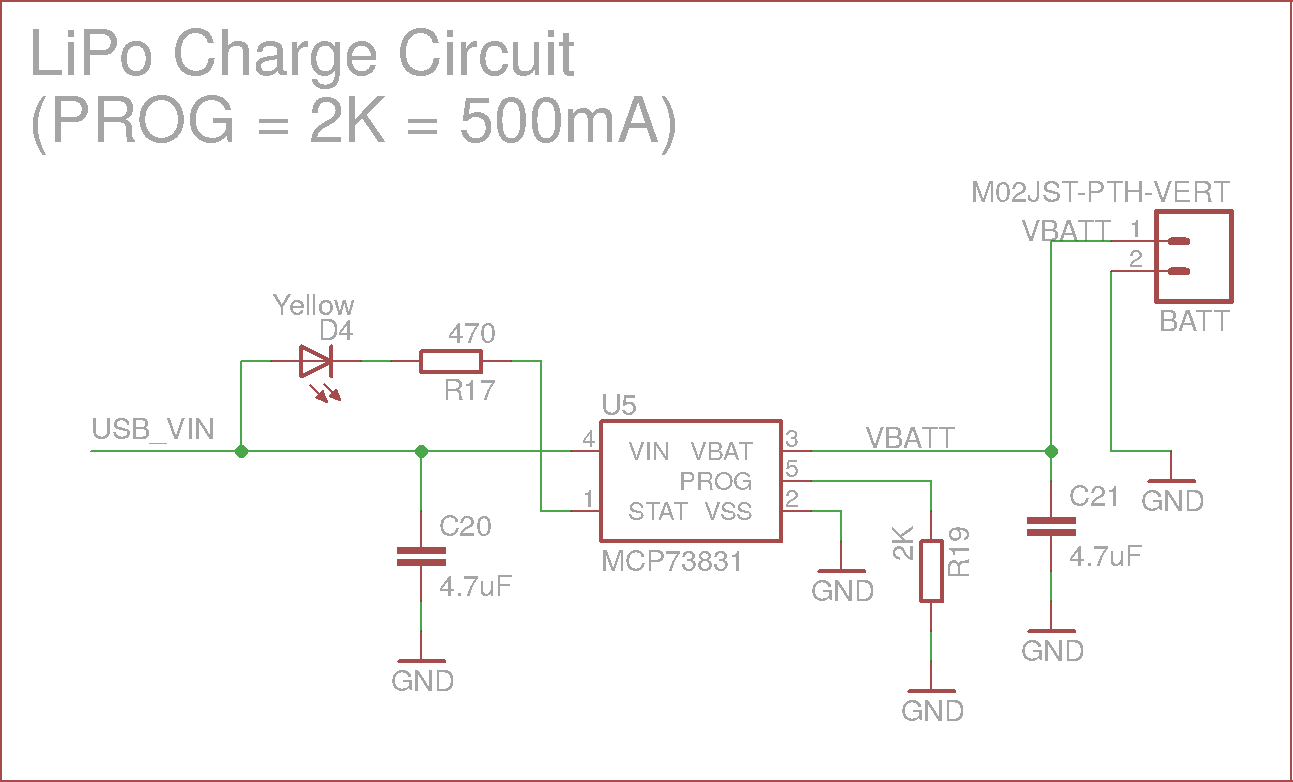 LiPo Charge Circuit
(PROG = 2K = 500mA)
M02JST-PTH-VERT
VBATT 1
2
BATT
Yellow
D4
470
R17
USB_VIN
U5
4 VIN VBAT 3
PROG 5
1 STAT VSS 2
MCP73831
VBATT
C20
4.7uF
GND
GND
2K
R19
GND
C21
4.7uF
GND
GND